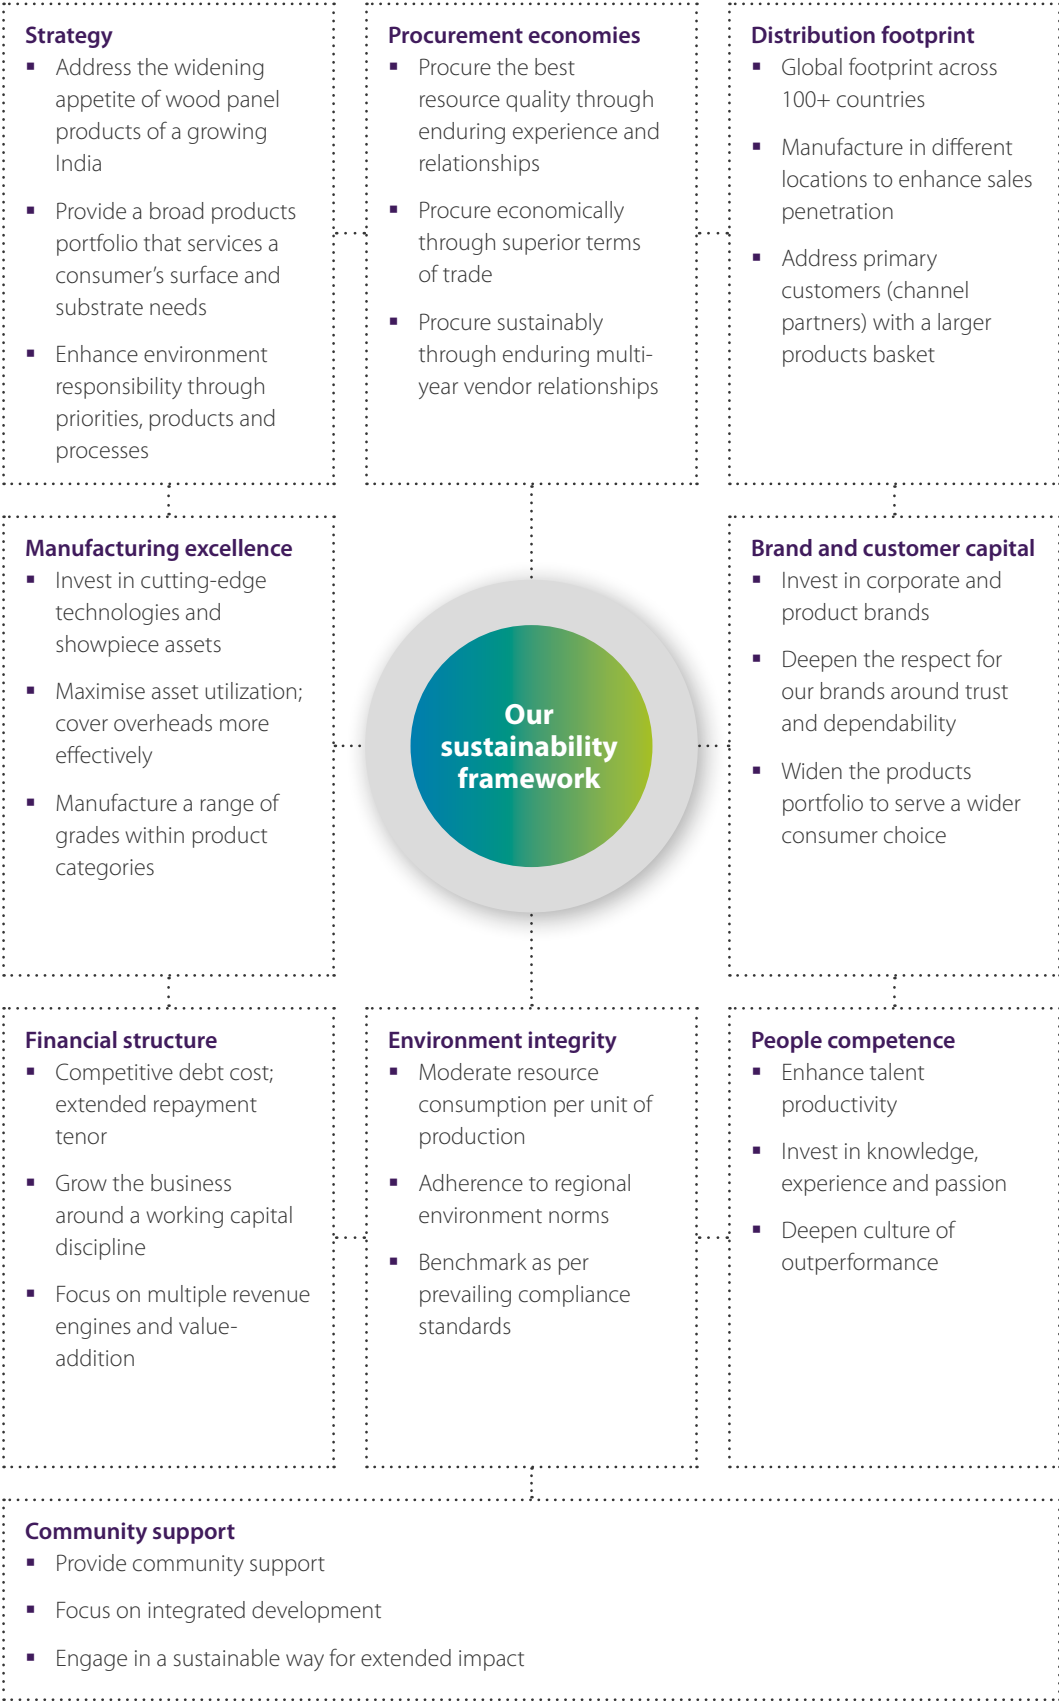 Strategy
▪ Address the widening
appetite of wood panel
products of a growing
India
▪ Provide a broad products
portfolio that services a
consumer’s surface and
substrate needs
▪ Enhance environment
responsibility through
priorities, products and
processes
Procurement economies
▪ Procure the best
resource quality through
enduring experience and
relationships
▪ Procure economically
through superior terms
of trade
▪ Procure sustainably
through enduring multi-
year vendor relationships
Distribution footprint
▪ Global footprint across
100+ countries
▪ Manufacture in different
locations to enhance sales
penetration
▪ Address primary
customers (channel
partners) with a larger
products basket
Manufacturing excellence
▪ Invest in cutting-edge
technologies and
showpiece assets
▪ Maximise asset utilization;
cover overheads more
effectively
▪ Manufacture a range of
grades within product
categories
Our
sustainability
framework
Brand and customer capital
▪ Invest in corporate and
product brands
▪ Deepen the respect for
our brands around trust
and dependability
▪ Widen the products
portfolio to serve a wider
consumer choice
Financial structure
▪ Competitive debt cost;
extended repayment
tenor
▪ Grow the business
around a working capital
discipline
▪ Focus on multiple revenue
engines and value-
addition
Environment integrity
▪ Moderate resource
consumption per unit of
production
▪ Adherence to regional
environment norms
▪ Benchmark as per
prevailing compliance
standards
People competence
▪ Enhance talent
productivity
▪ Invest in knowledge,
experience and passion
▪ Deepen culture of
outperformance
Community support
▪ Provide community support
▪ Focus on integrated development
▪ Engage in a sustainable way for extended impact